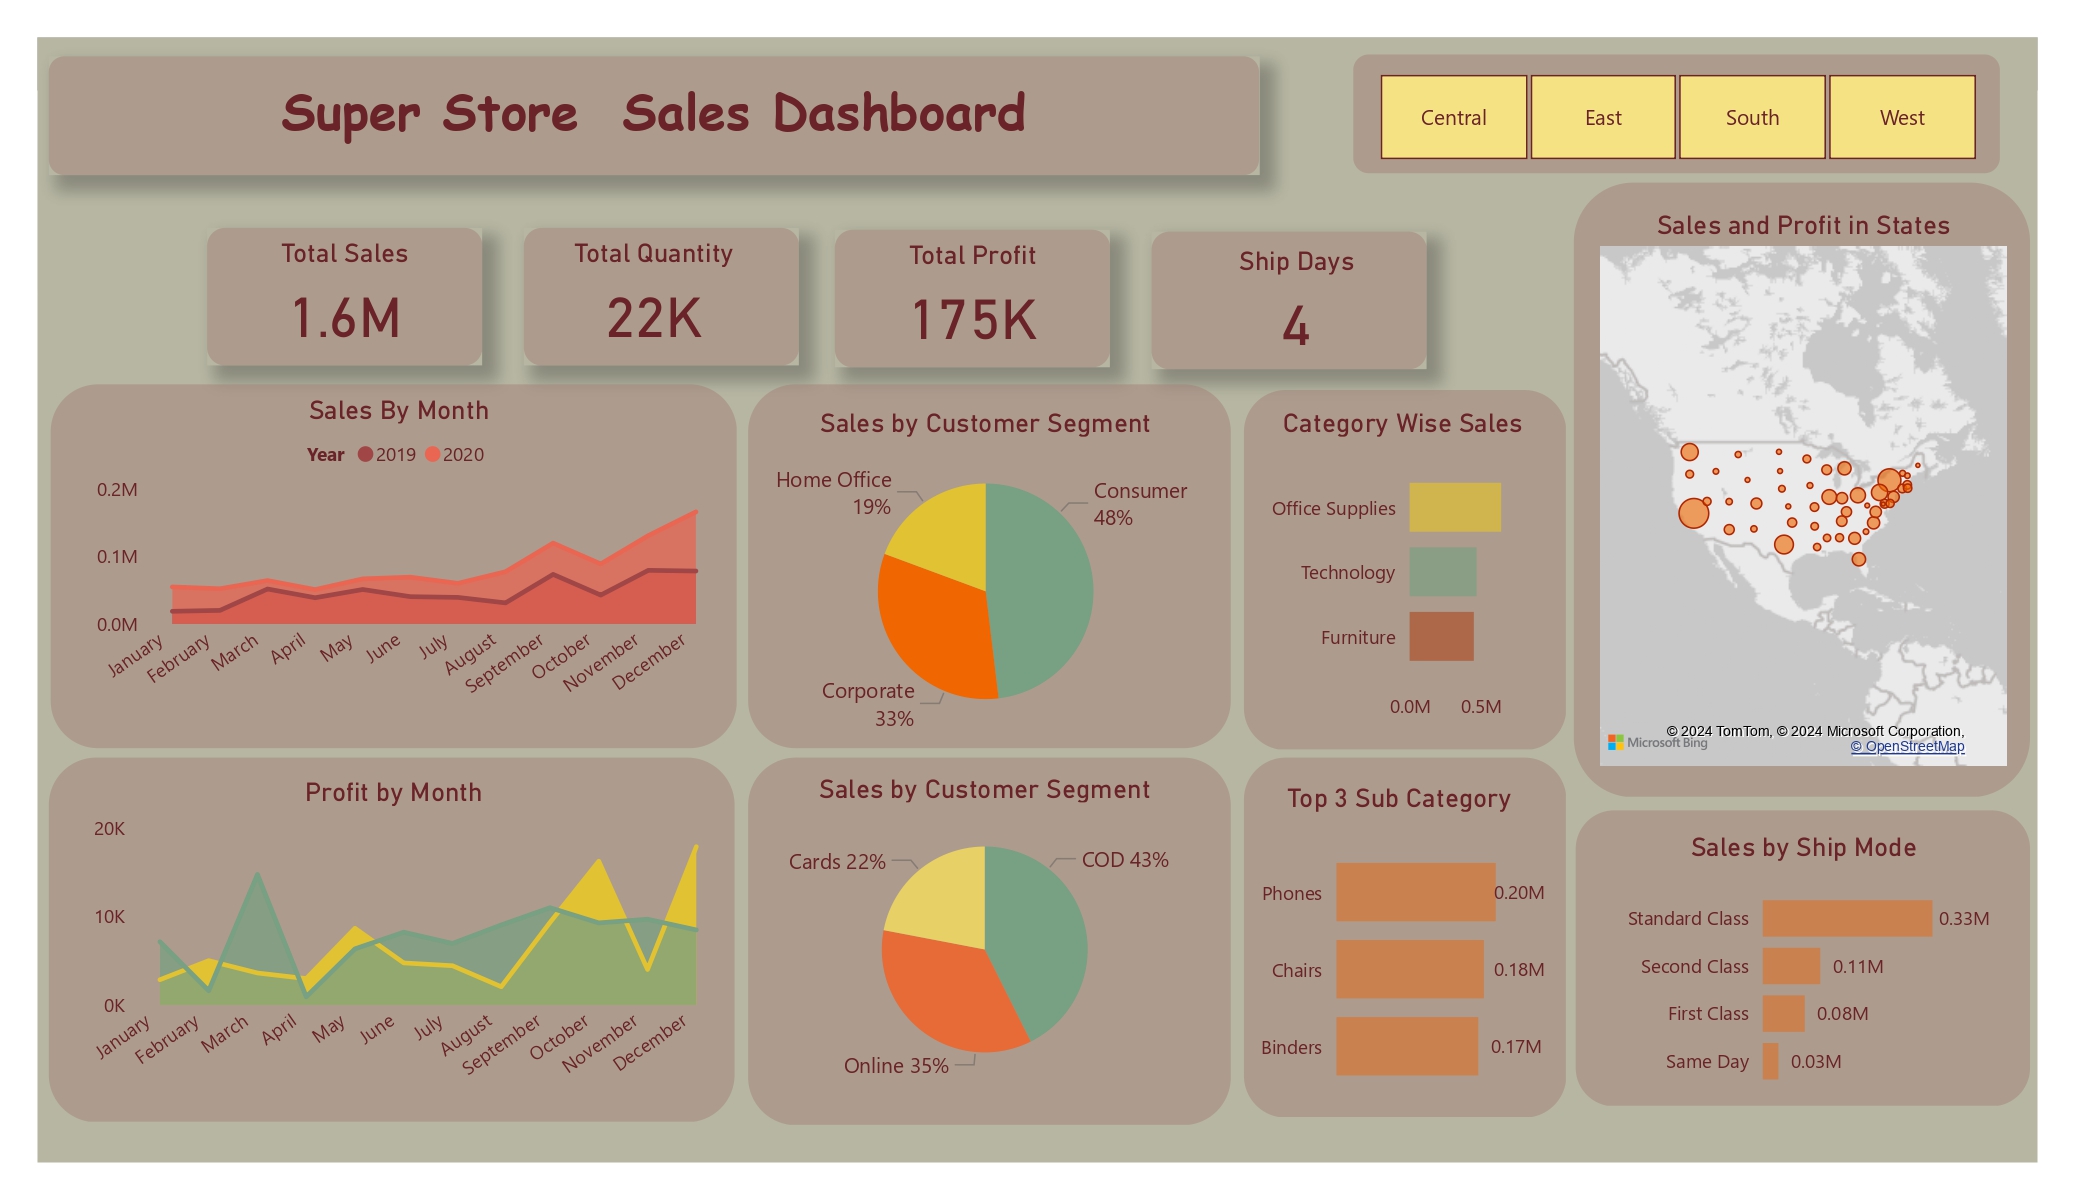 Super Store  Sales Dashboard
Central
East
South
West
Total Sales
1.6M
Total Quantity
22K
Total Profit
175K
Ship Days
4
Sales By Month
Year 2019 2020
0.2M
0.1M
0.0M
January
February
March
April
May
June
July
August
September
October
November
December
Sales by Customer Segment
Home Office
19%
Consumer
48%
Corporate
33%
Category Wise Sales
Office Supplies
Technology
Furniture
0.0M
0.5M
Sales and Profit in States
© 2024 TomTom, © 2024 Microsoft Corporation,
Microsoft Bing
© OpenStreetMap
Profit by Month
20K
10K
0K
January
February
March
April
May
June
July
August
September
October
November
December
Sales by Customer Segment
Cards 22%
COD 43%
Online 35%
Top 3 Sub Category
Phones 0.20M
Chairs 0.18M
Binders 0.17M
Sales by Ship Mode
Standard Class 0.33M
Second Class 0.11M
First Class 0.08M
Same Day 0.03M